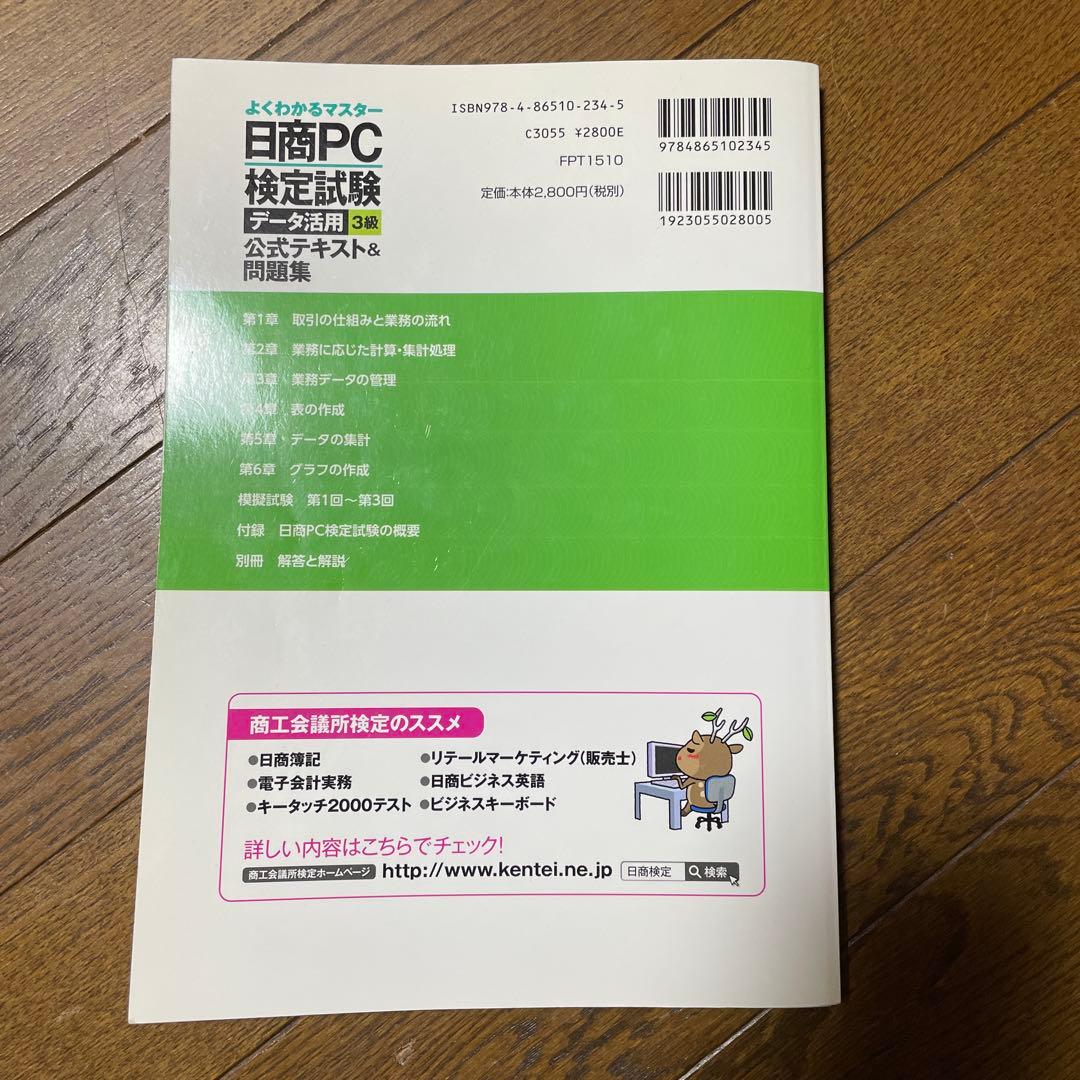 よくわかるマスター
日商PC
検定試験
データ活用 3級
公式テキスト&
問題集
ISBN978-4-86510-234-5
C3055 ¥2800E
FPT1510
定価:本体2,800円(税別)
9784865102345
1923055028005
第1章 取引の仕組みと業務の流れ
第2章 業務に応じた計算・集計処理
第3章 業務データの管理
第4章 表の作成
第5章 データの集計
第6章 グラフの作成
模擬試験 第1回～第3回
付録 日商PC検定試験の概要
別冊 解答と解説
商工会議所検定のススメ
●日商簿記 ●リテールマーケティング(販売士)
●電子会計実務 ●日商ビジネス英語
●キータッチ2000テスト ●ビジネスキーボード
詳しい内容はこちらでチェック!
商工会議所検定ホームページ http://www.kentei.ne.jp 日商検定 検索